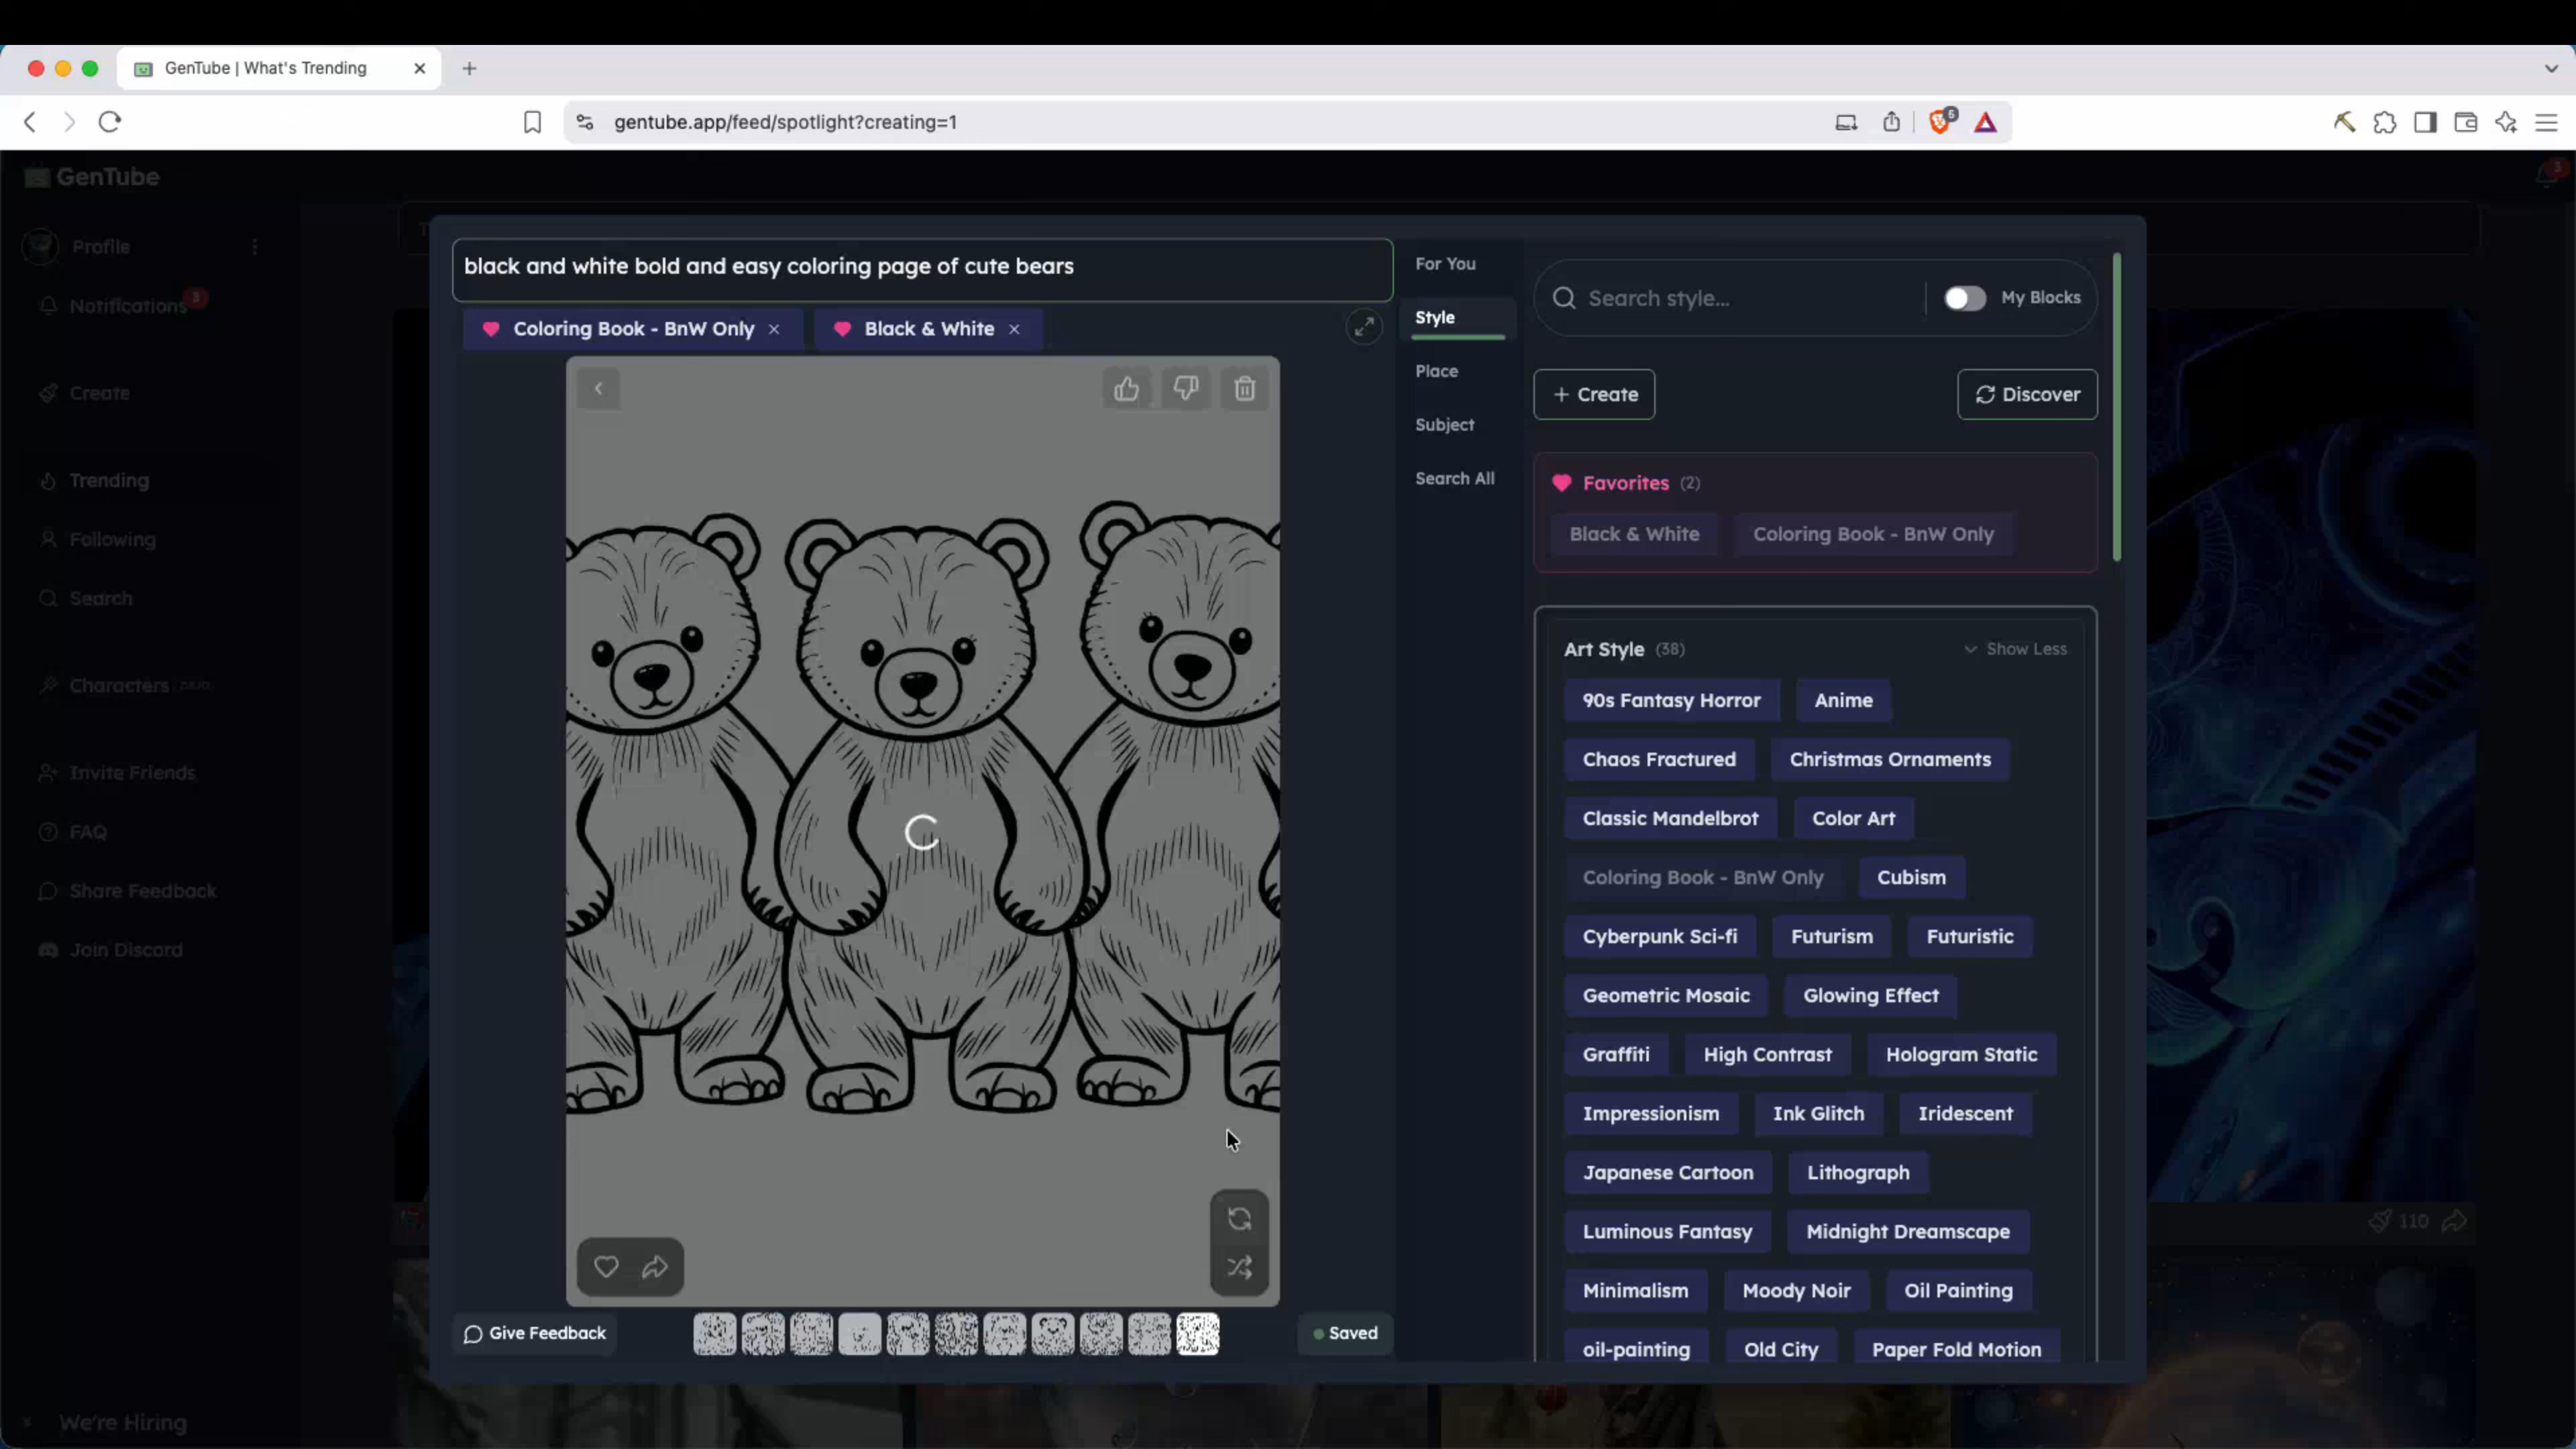 GenTube | What's Trending
gentube.app/feed/spotlight?creating=1
5
GenTube
3
Profile
Notifications 3
Create
Trending
Following
Search
Characters
Invite Friends
FAQ
Share Feedback
Join Discord
We're Hiring
black and white bold and easy coloring page of cute bears
Coloring Book - BnW Only
Black & White
Give Feedback
Saved
For You
Style
Place
Subject
Search All
Search style...
My Blocks
+ Create
Discover
Favorites (2)
Black & White Coloring Book - BnW Only
Art Style (38) Show Less
90s Fantasy Horror Anime
Chaos Fractured Christmas Ornaments
Classic Mandelbrot Color Art
Coloring Book - BnW Only Cubism
Cyberpunk Sci-fi Futurism Futuristic
Geometric Mosaic Glowing Effect
Graffiti High Contrast Hologram Static
Impressionism Ink Glitch Iridescent
Japanese Cartoon Lithograph
Luminous Fantasy Midnight Dreamscape
Minimalism Moody Noir Oil Painting
oil-painting Old City Paper Fold Motion
110